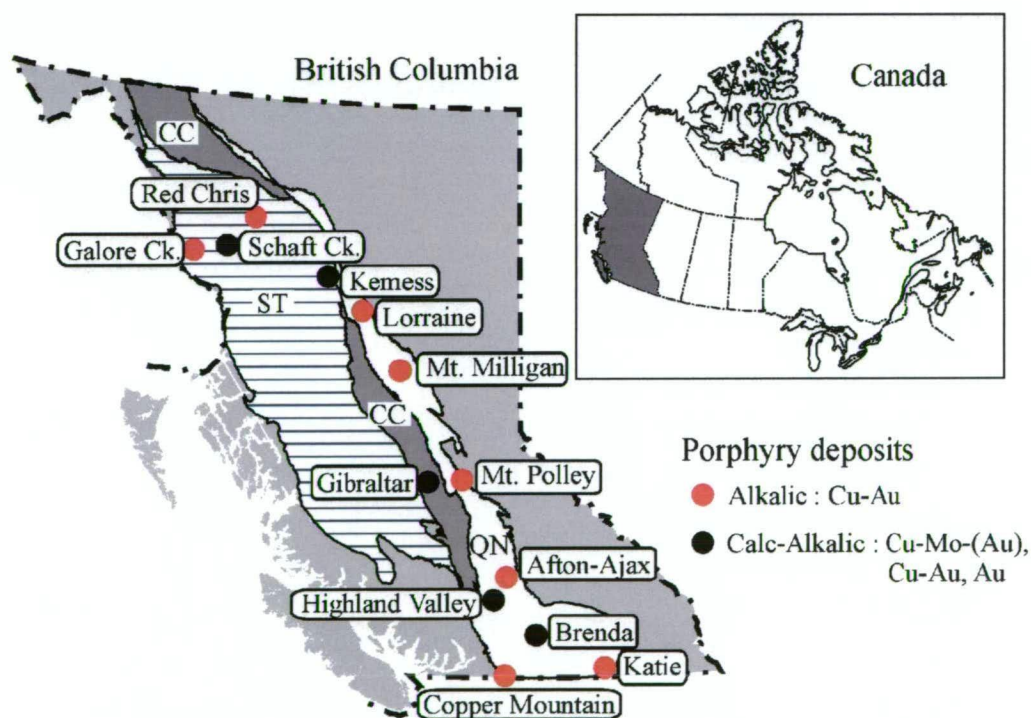 British Columbia
Canada
CC
Red Chris
Galore Ck.
Schaft Ck.
Kemess
ST
Lorraine
Mt. Milligan
CC
Gibraltar
Mt. Polley
QN
Afton-Ajax
Highland Valley
Brenda
Katie
Copper Mountain
Porphyry deposits
Alkalic : Cu-Au
Calc-Alkalic : Cu-Mo-(Au),
Cu-Au, Au